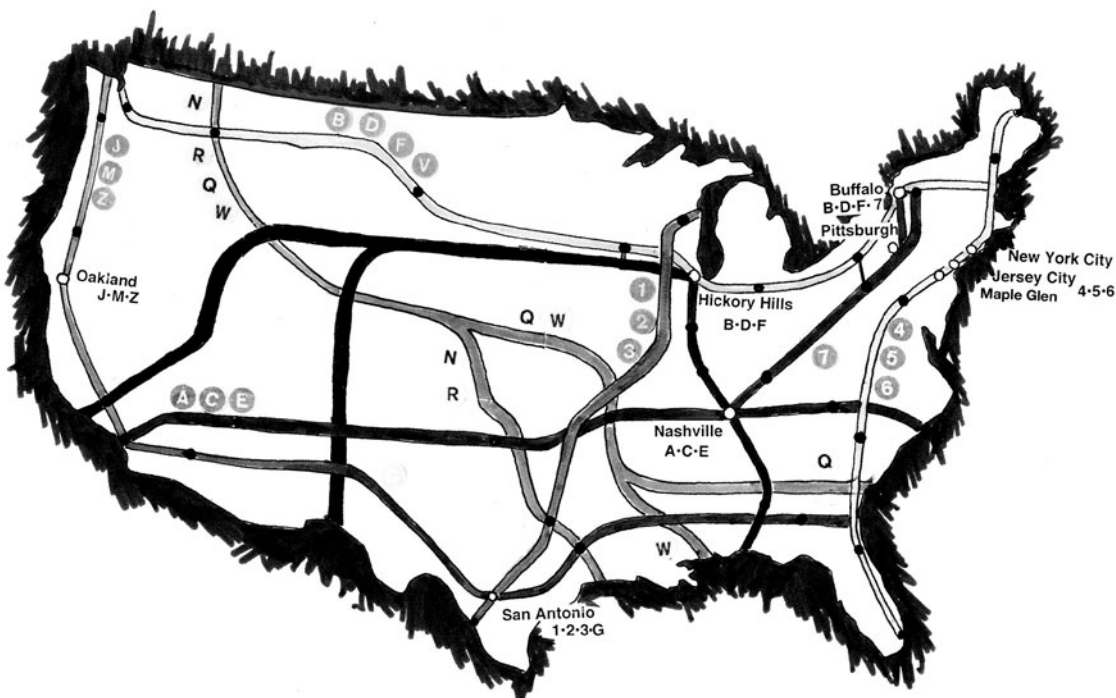 N
B D F V
J
M
Z
R
Q
W
Buffalo
B•D•F•7
Pittsburgh
New York City
Jersey City
Maple Glen 4•5•6
Oakland
J•M•Z
1
2
3
Hickory Hills
B•D•F
Q W
N
R
7
4
5
6
A C E
Nashville
A•C•E
Q
W
San Antonio
1•2•3•G